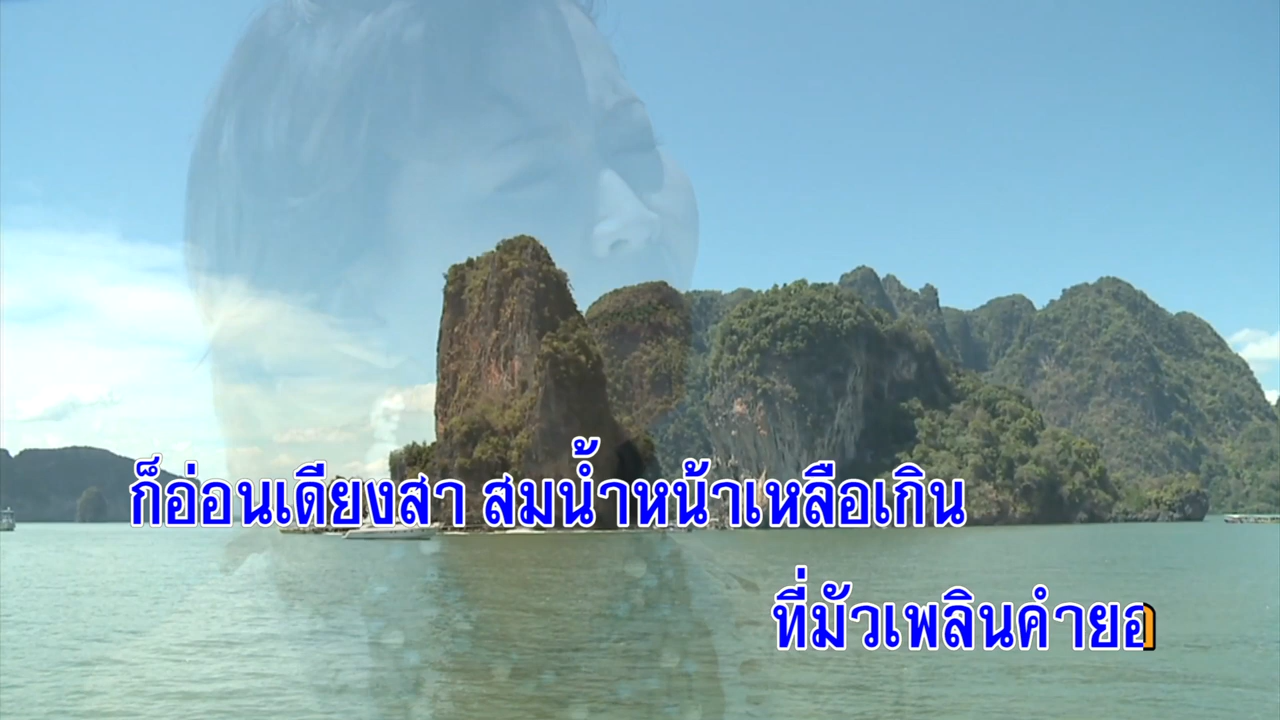 ก็อ่อนเดียงสา สมน้ำหน้าเหลือเกิน
ที่มัวเพลินคำยอ